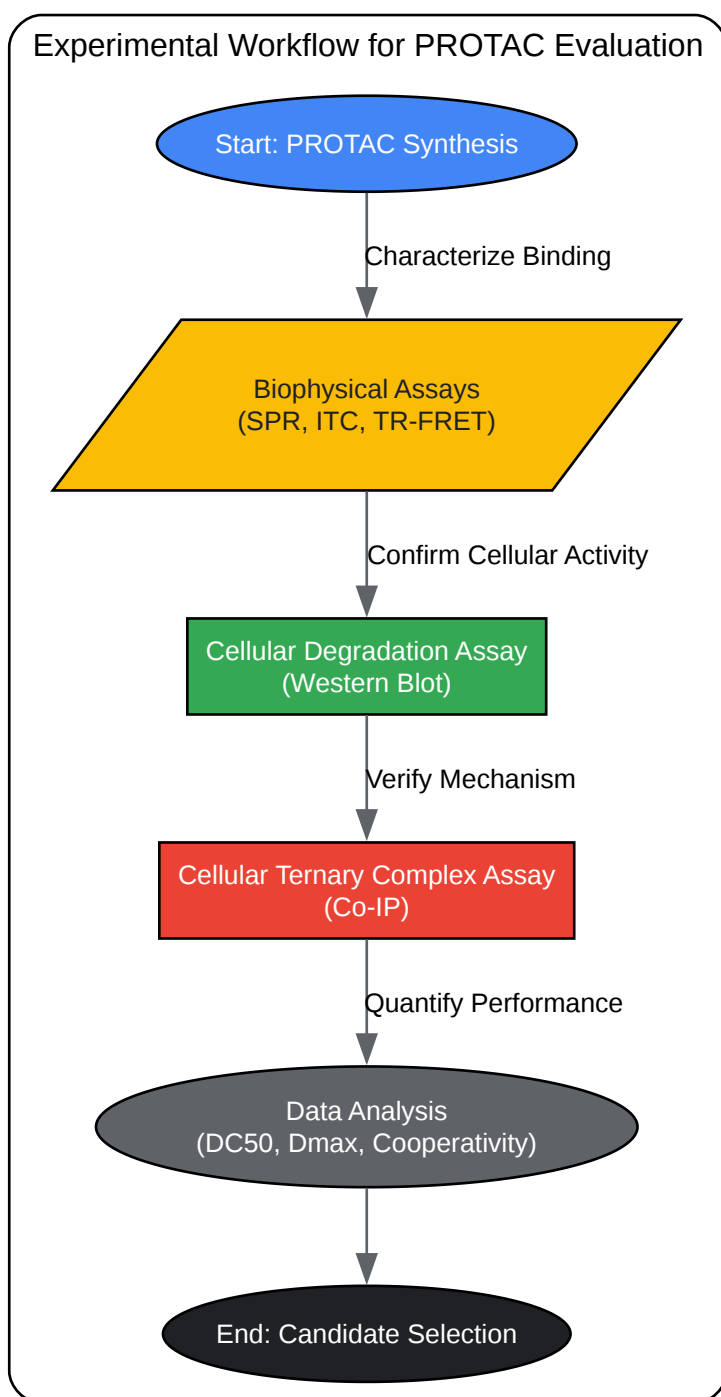 Experimental Workflow for PROTAC Evaluation
Start: PROTAC Synthesis
Characterize Binding
Biophysical Assays
(SPR, ITC, TR-FRET)
Confirm Cellular Activity
Cellular Degradation Assay
(Western Blot)
Verify Mechanism
Cellular Ternary Complex Assay
(Co-IP)
Quantify Performance
Data Analysis
(DC50, Dmax, Cooperativity)
End: Candidate Selection